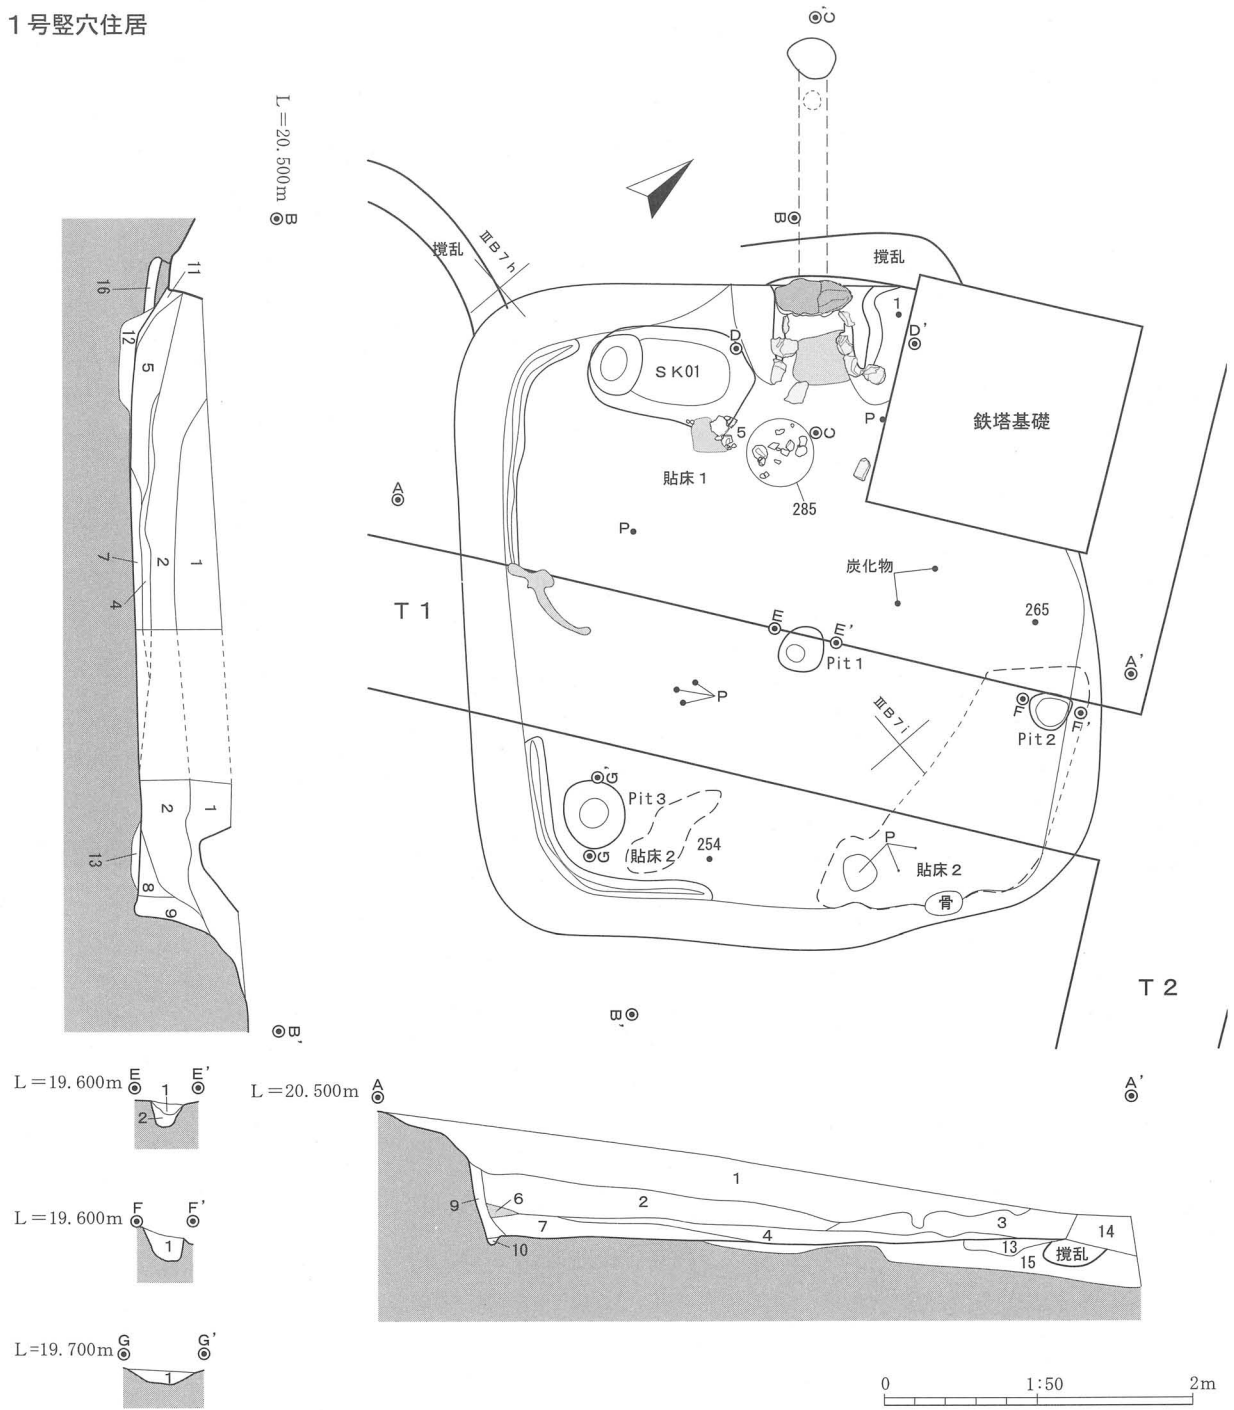 1号竪穴住居
C'
L=20.500m
B
B
撹乱
ⅢB7h
撹乱
11
16
12
5
1
D
D'
SK01
鉄塔基礎
P
5
C
貼床1
285
A
P
2
1
7
4
炭化物
265
T1
E
E'
Pit1
A'
P
ⅢB7i
F
F'
Pit2
G'
Pit3
2
1
13
254
P
G
貼床2
貼床2
8
9
骨
T2
B'
B'
L=19.600m
E
1
E'
2
L=20.500m
A
A'
1
9
6
2
3
14
7
4
13
10
15
撹乱
L=19.600m
F
F'
1
L=19.700m
G
G'
1
0
1:50
2m